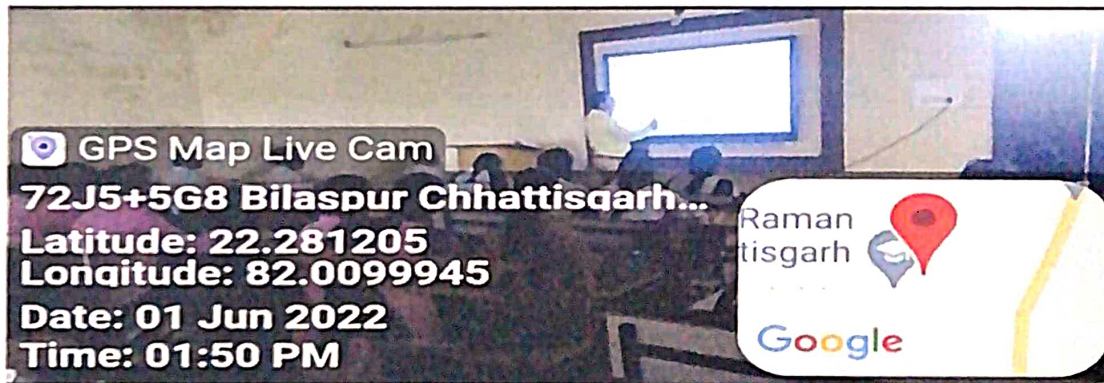 GPS Map Live Cam
72J5+5G8 Bilaspur Chhattisgarh...
Latitude: 22.281205
Longitude: 82.0099945
Date: 01 Jun 2022
Time: 01:50 PM
Raman
tisgarh
Google